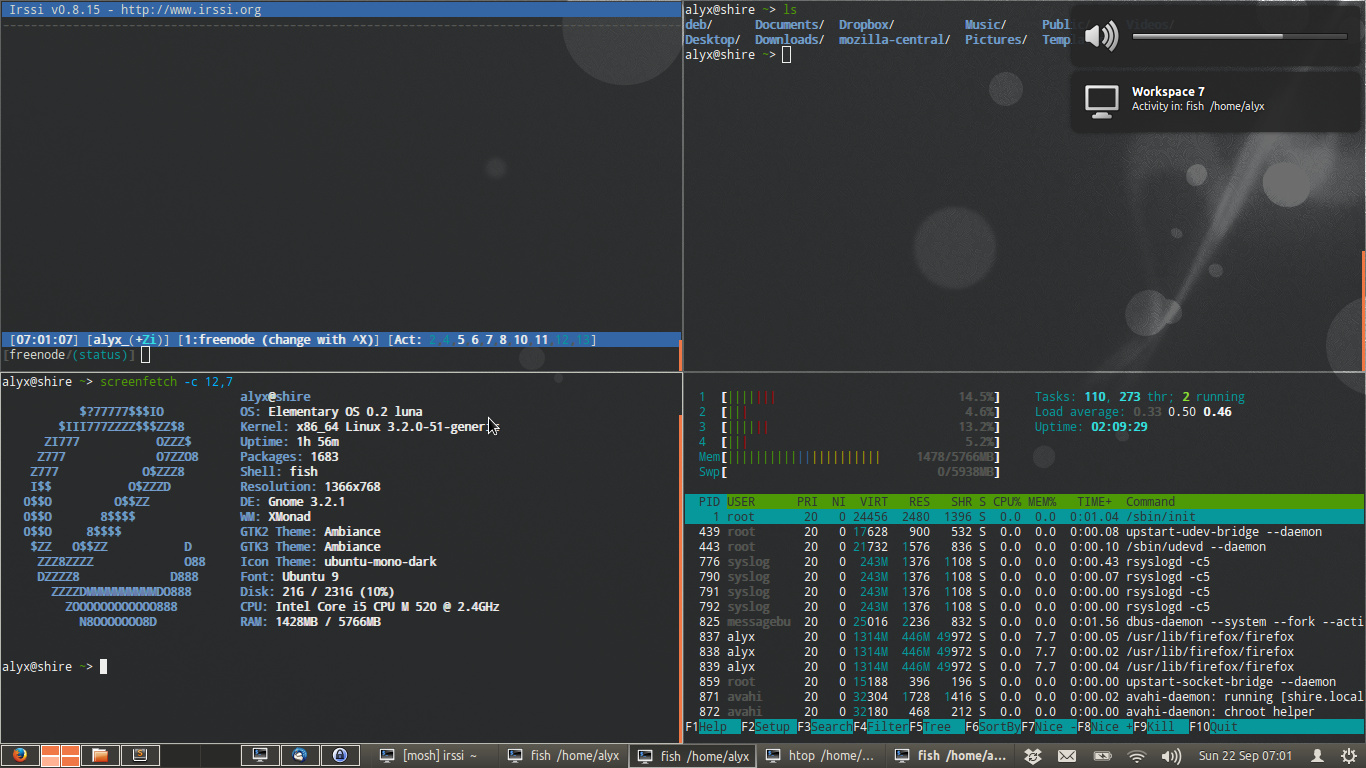 Irssi v0.8.15 - http://www.irssi.org
[07:01:07] [alyx_(+Zi)] [1:freenode (change with ^X)] [Act: 2 4 5 6 7 8 10 11 12 13]
[freenode/(status)]
alyx@shire ~> ls
deb/ Documents/ Dropbox/ Music/ Publ Videos/
Desktop/ Downloads/ mozilla-central/ Pictures/ Temp
alyx@shire ~>
Workspace 7
Activity in: fish /home/alyx
alyx@shire ~> screenfetch -c 12,7
alyx@shire
$?77777$$$IO OS: Elementary OS 0.2 luna
$III777ZZZZ$$$ZZ$8 Kernel: x86_64 Linux 3.2.0-51-generic
ZI777 OZZZ$ Uptime: 1h 56m
Z777 O7ZZO8 Packages: 1683
Z777 O$ZZZ8 Shell: fish
I$$ O$ZZZD Resolution: 1366x768
O$$O O$$ZZ DE: Gnome 3.2.1
O$$O 8$$$$ WM: XMonad
O$$O 8$$$$ GTK2 Theme: Ambiance
$ZZ O$$ZZ D GTK3 Theme: Ambiance
ZZZ8ZZZZ O88 Icon Theme: ubuntu-mono-dark
DZZZZ8 D888 Font: Ubuntu 9
ZZZZDMMMMMMMMMMDO888 Disk: 21G / 231G (10%)
ZOOOOOOOOOOOO888 CPU: Intel Core i5 CPU M 520 @ 2.4GHz
N8OOOOOO8D RAM: 1428MB / 5766MB
alyx@shire ~>
1 [||||||| 14.5%] Tasks: 110, 273 thr; 2 running
2 [||| 4.6%] Load average: 0.33 0.50 0.46
3 [|||||| 13.2%] Uptime: 02:09:29
4 [||| 5.2%]
Mem[|||||||||||||||||||||| 1478/5766MB]
Swp[ 0/5938MB]
PID USER PRI NI VIRT RES SHR S CPU% MEM% TIME+ Command
1 root 20 0 24456 2480 1396 S 0.0 0.0 0:01.04 /sbin/init
439 root 20 0 17628 900 532 S 0.0 0.0 0:00.08 upstart-udev-bridge --daemon
443 root 20 0 21732 1576 836 S 0.0 0.0 0:00.10 /sbin/udevd --daemon
776 syslog 20 0 243M 1376 1108 S 0.0 0.0 0:00.43 rsyslogd -c5
790 syslog 20 0 243M 1376 1108 S 0.0 0.0 0:00.07 rsyslogd -c5
791 syslog 20 0 243M 1376 1108 S 0.0 0.0 0:00.00 rsyslogd -c5
792 syslog 20 0 243M 1376 1108 S 0.0 0.0 0:00.00 rsyslogd -c5
825 messagebu 20 0 25016 2236 832 S 0.0 0.0 0:01.56 dbus-daemon --system --fork --acti
837 alyx 20 0 1314M 446M 49972 S 0.0 7.7 0:00.05 /usr/lib/firefox/firefox
838 alyx 20 0 1314M 446M 49972 S 0.0 7.7 0:00.02 /usr/lib/firefox/firefox
839 alyx 20 0 1314M 446M 49972 S 0.0 7.7 0:00.04 /usr/lib/firefox/firefox
859 root 20 0 15188 396 196 S 0.0 0.0 0:00.00 upstart-socket-bridge --daemon
871 avahi 20 0 32304 1728 1416 S 0.0 0.0 0:00.02 avahi-daemon: running [shire.local
872 avahi 20 0 32180 468 212 S 0.0 0.0 0:00.00 avahi-daemon: chroot helper
F1Help F2Setup F3SearchF4FilterF5Tree F6SortByF7Nice -F8Nice +F9Kill F10Quit
[mosh] irssi ~ fish /home/alyx fish /home/alyx htop /home/... fish /home/a... Sun 22 Sep 07:01